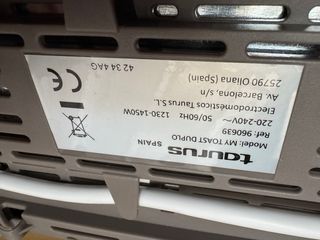 taurus SPAIN
Model: MY TOAST DUPLO
Ref: 960639
220-240V~ 50/60Hz 1230-1450W
Electrodomésticos Taurus S.L.
Av. Barcelona, s/n
25790 Oliana (Spain)
42 34 4AG
CE